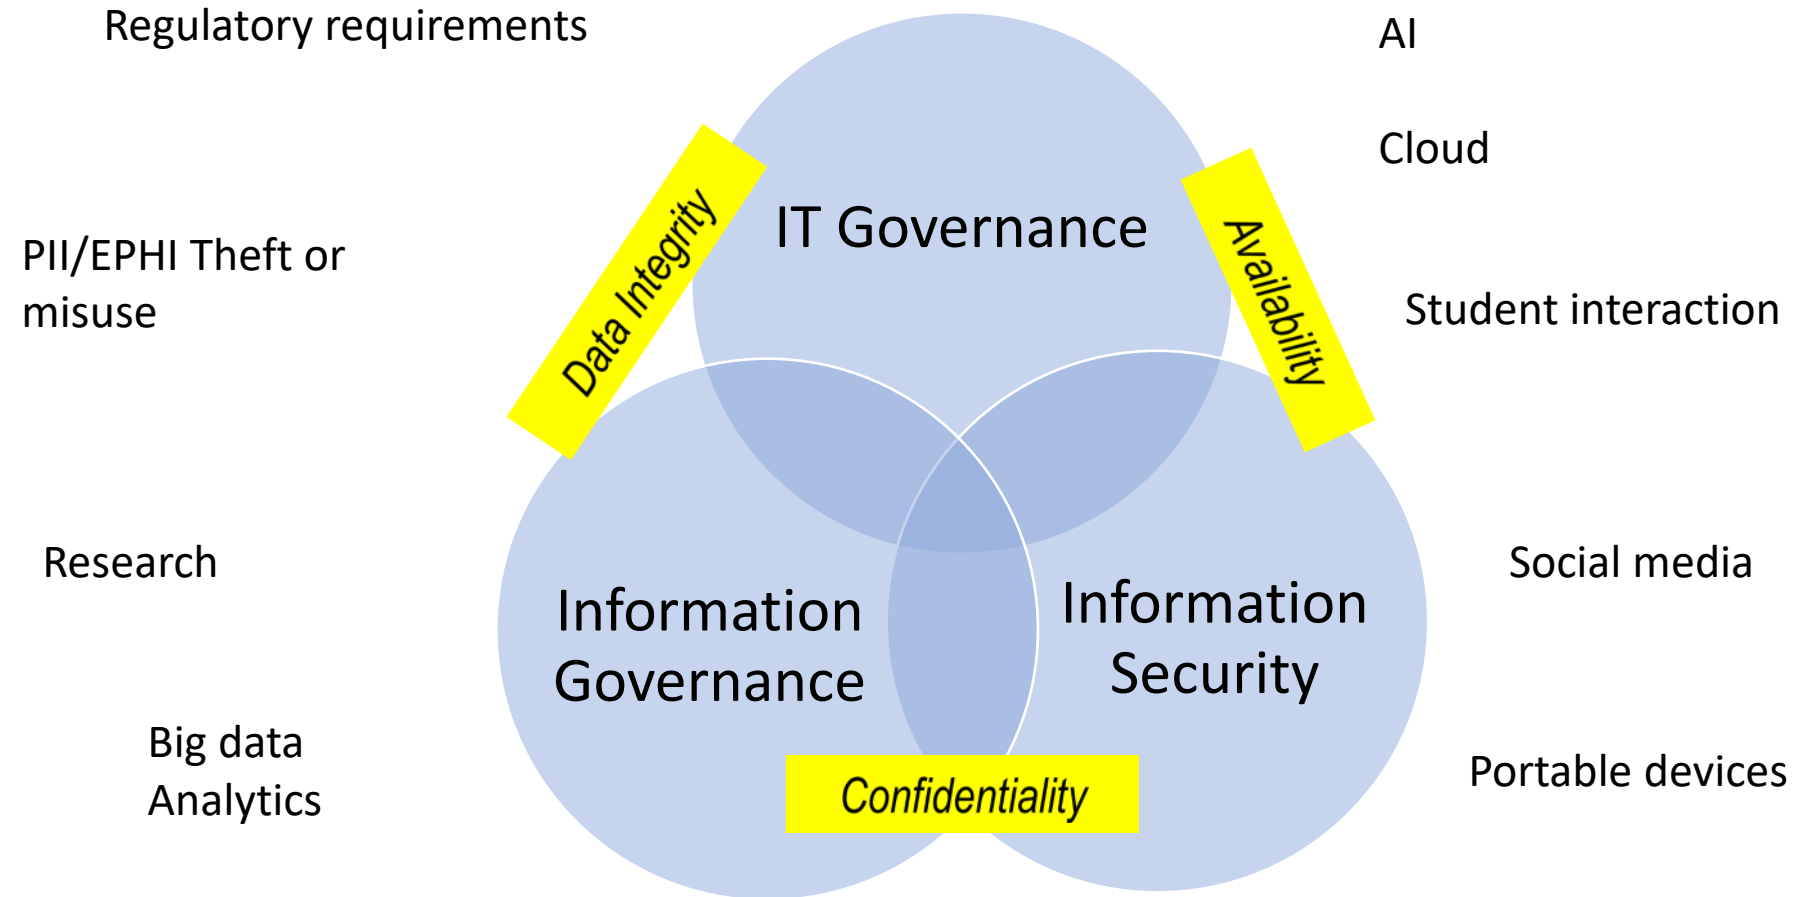 Regulatory requirements
AI
Cloud
IT Governance
Data Integrity
Availability
PII/EPHI Theft or
misuse
Student interaction
Research
Social media
Information
Governance
Information
Security
Big data
Analytics
Confidentiality
Portable devices